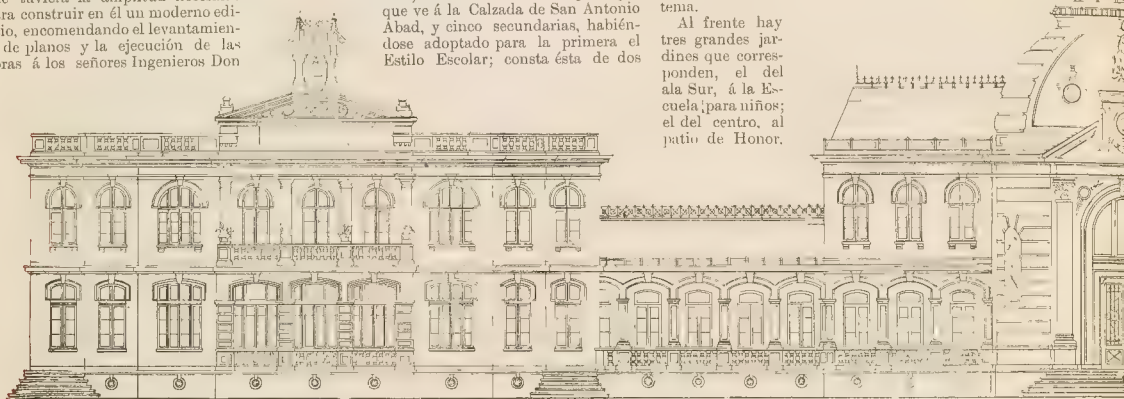 tuviera la amplitud
ra construir en él un moderno edi-
io, encomendando el levantamien-
de planos y la ejecución de las
ras á los señores Ingenieros Don
que ve á la Calzada de San Antonio
Abad, y cinco secundarias, habién-
dose adoptado para la primera el
Estilo Escolar; consta ésta de dos
tema.
Al frente hay
tres grandes jar-
dines que corres-
ponden, el del
ala Sur, á la Es-
cuela para niños;
el del centro, al
patio de Honor,